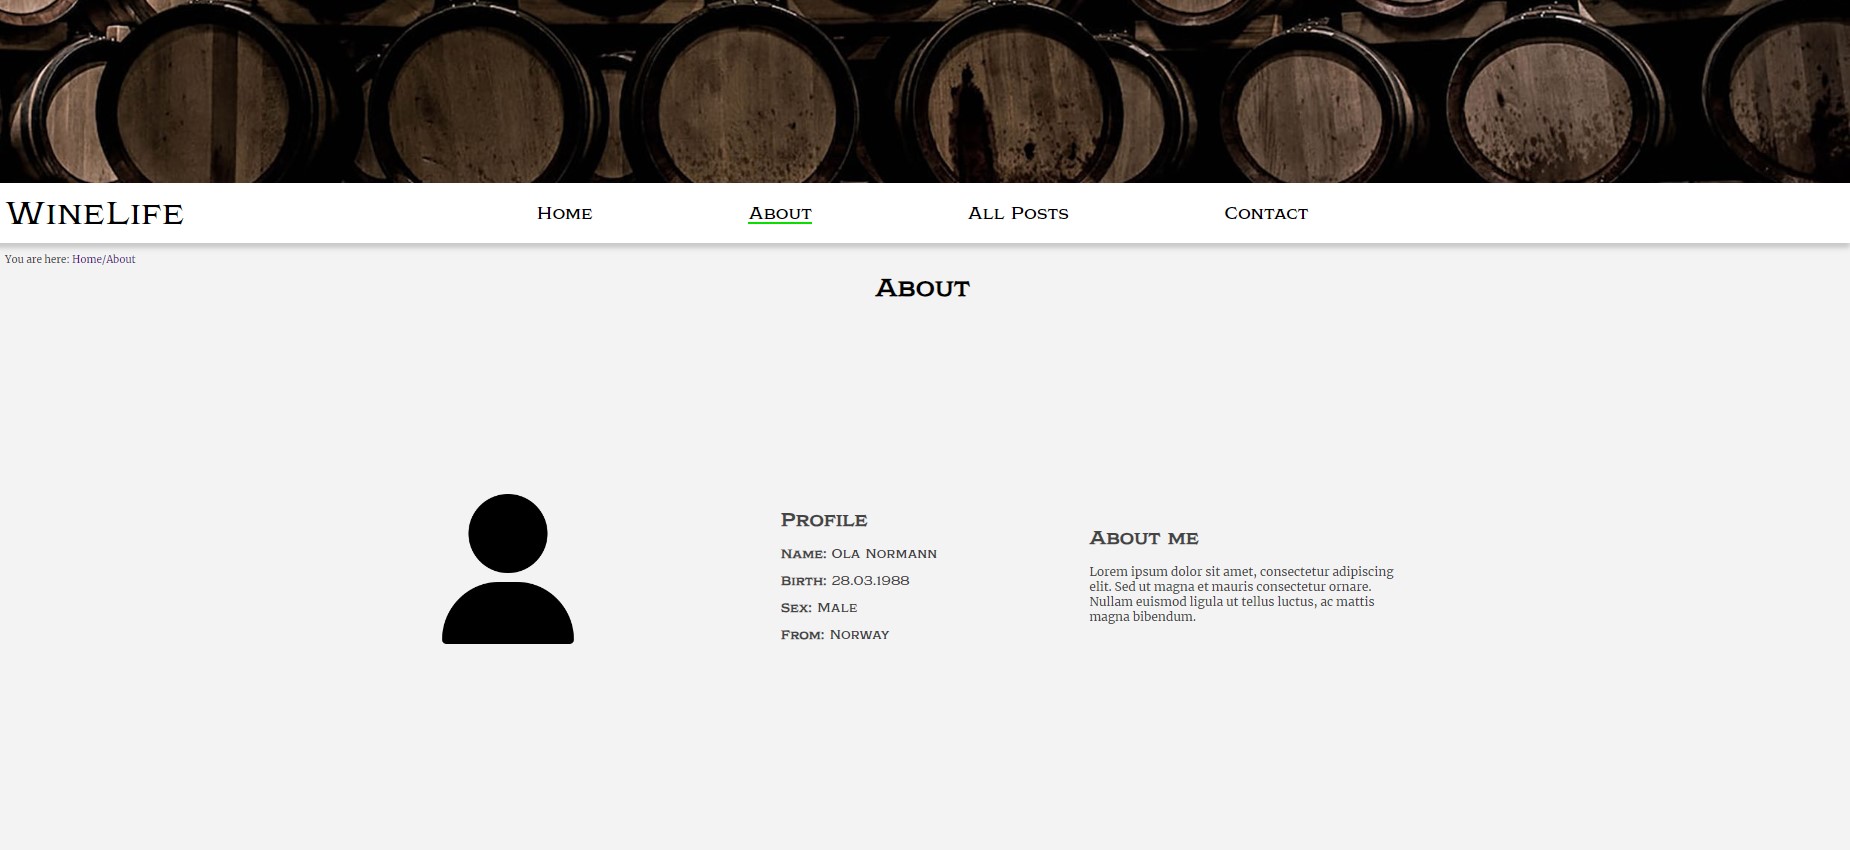 WineLife
Home
About
All Posts
Contact
You are here: Home/About
About
Profile
Name: Ola Normann
Birth: 28.03.1988
Sex: Male
From: Norway
About me
Lorem ipsum dolor sit amet, consectetur adipiscing
elit. Sed ut magna et mauris consectetur ornare.
Nullam euismod ligula ut tellus luctus, ac mattis
magna bibendum.